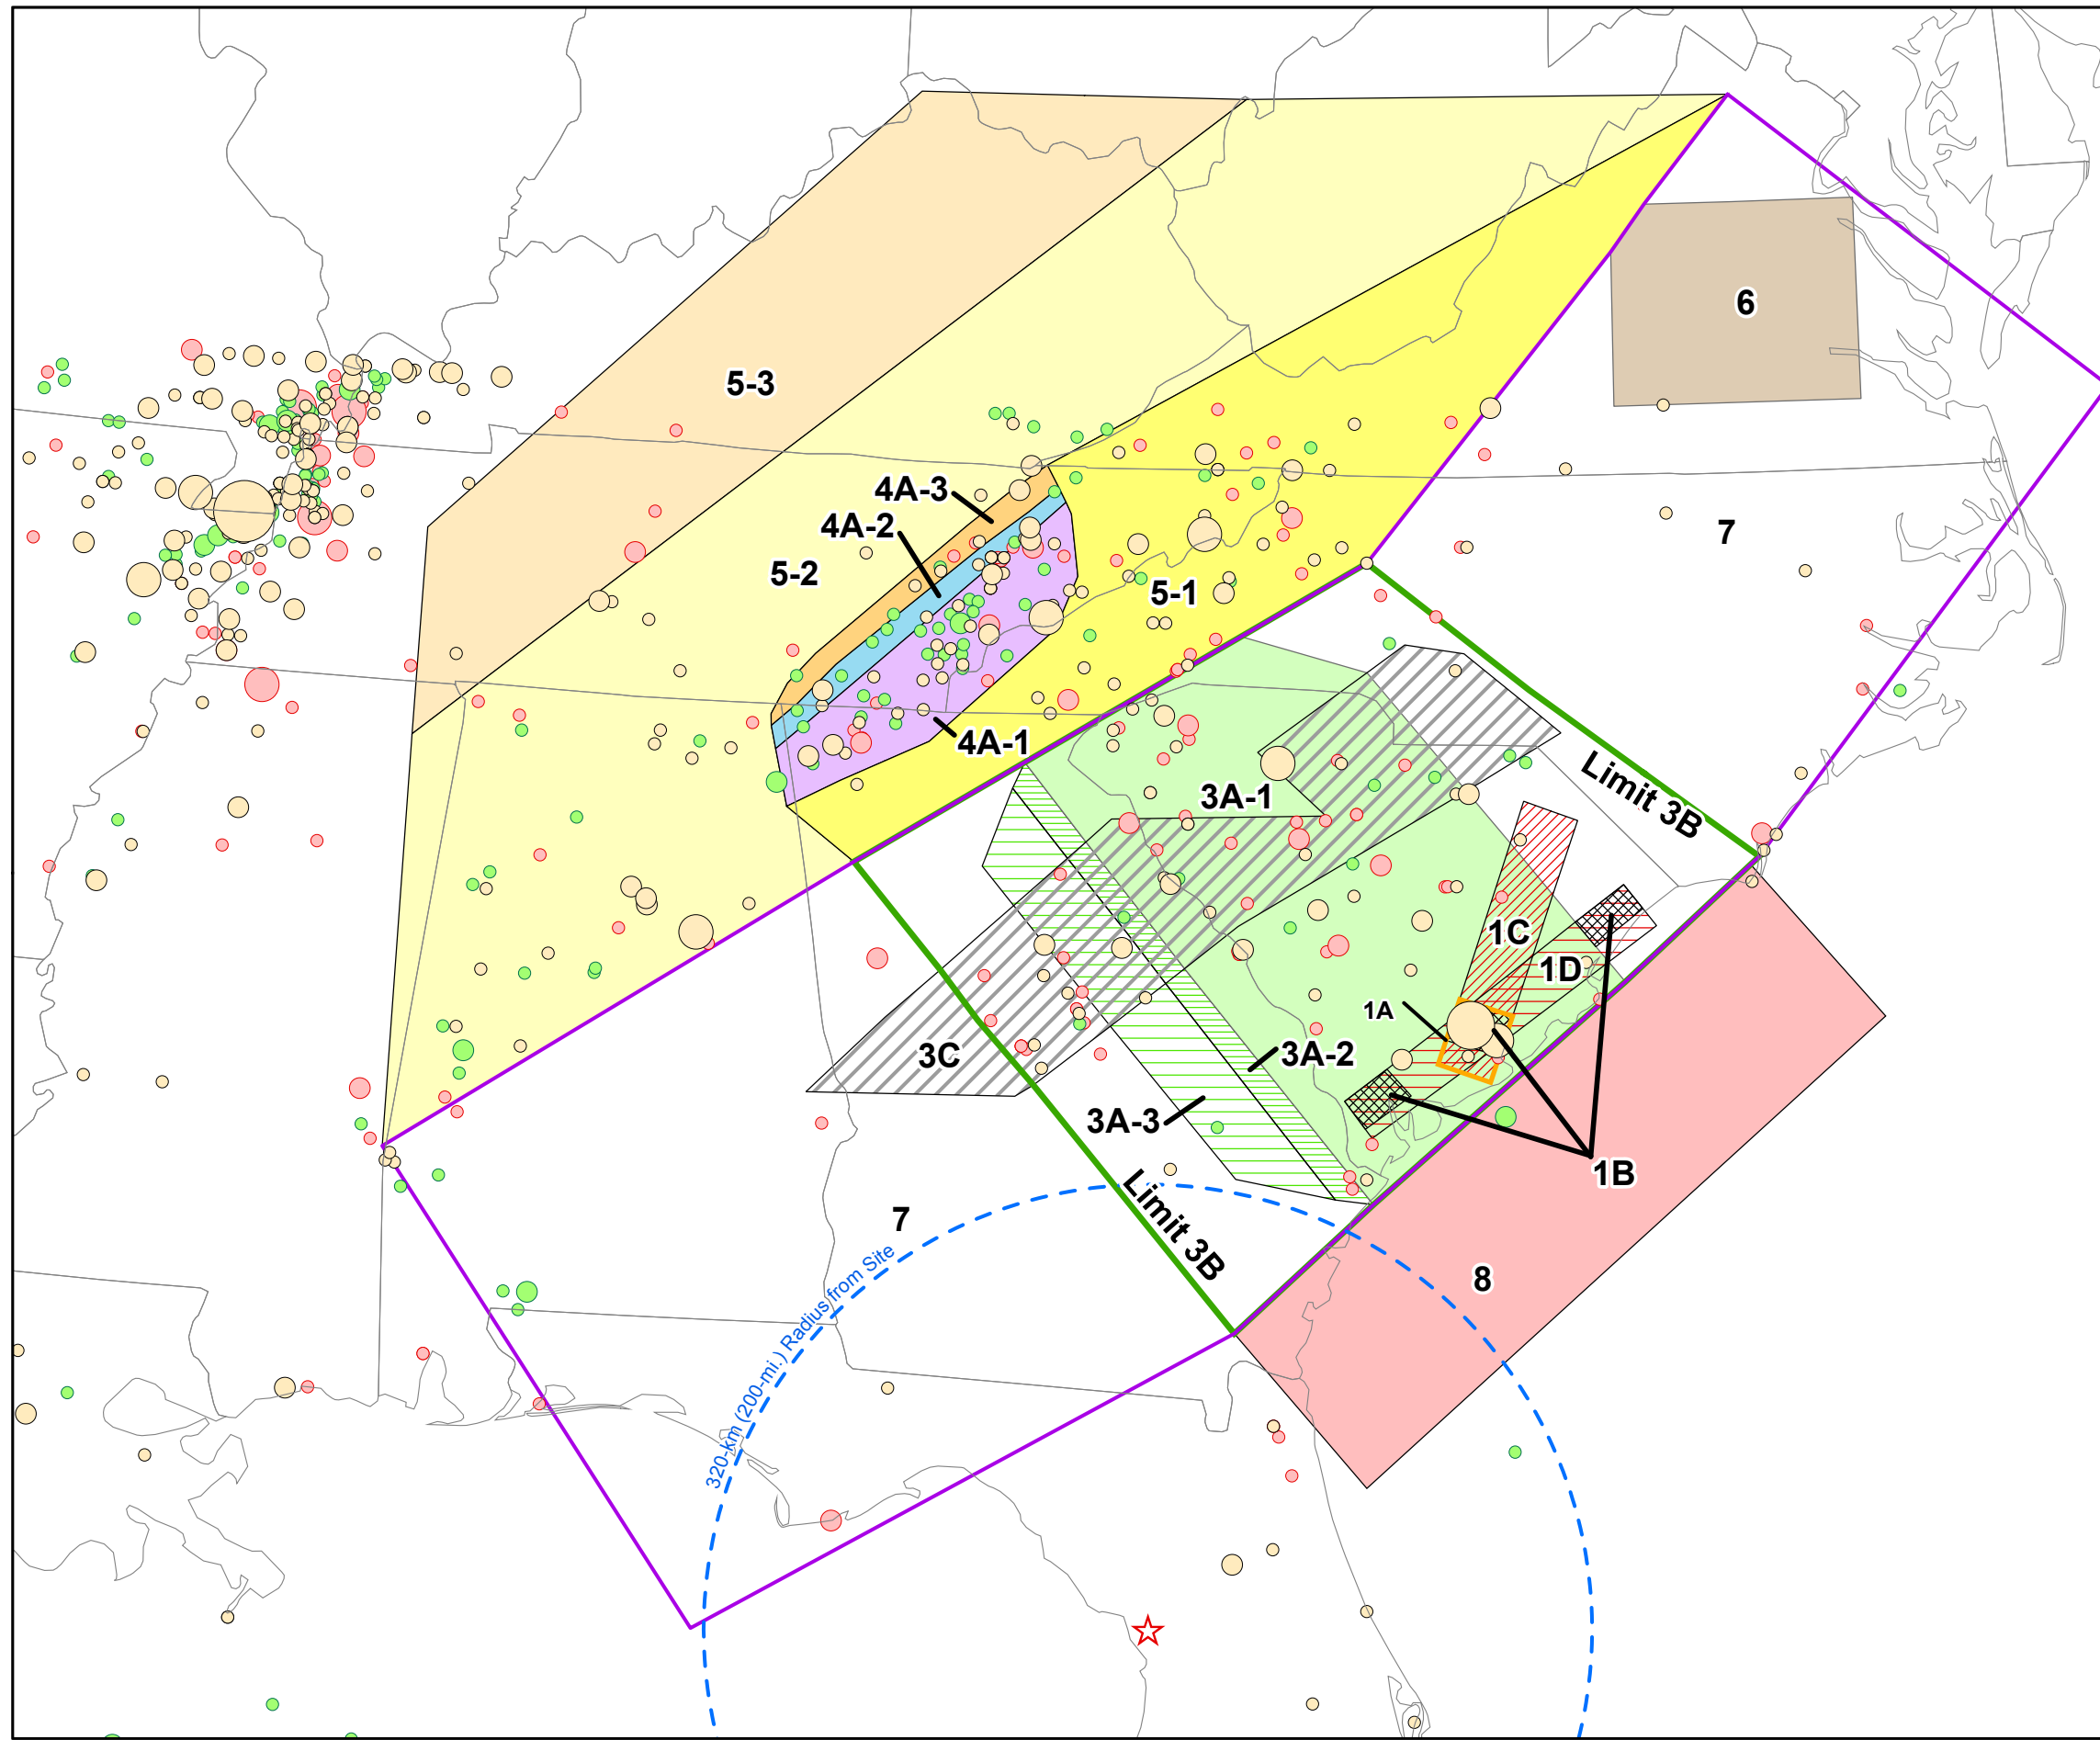 6
5-3
4A-3
4A-2
7
5-2
5-1
4A-1
Limit 3B
3A-1
1C
1D
1A
3C
3A-2
3A-3
1B
7
Limit 3B
8
320-km (200-mi.) Radius from Site